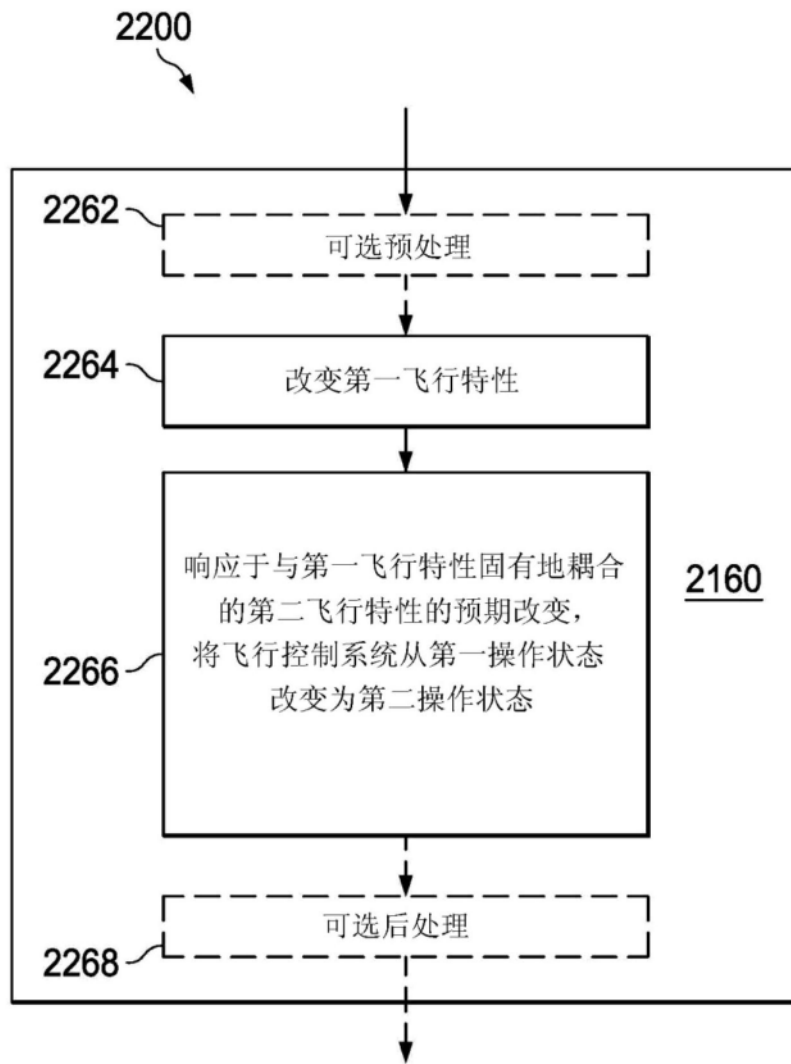 2200
2262
可选预处理
2264
改变第一飞行特性
响应于与第一飞行特性固有地耦合
的第二飞行特性的预期改变，
将飞行控制系统从第一操作状态
改变为第二操作状态
2266
2160
可选后处理
2268